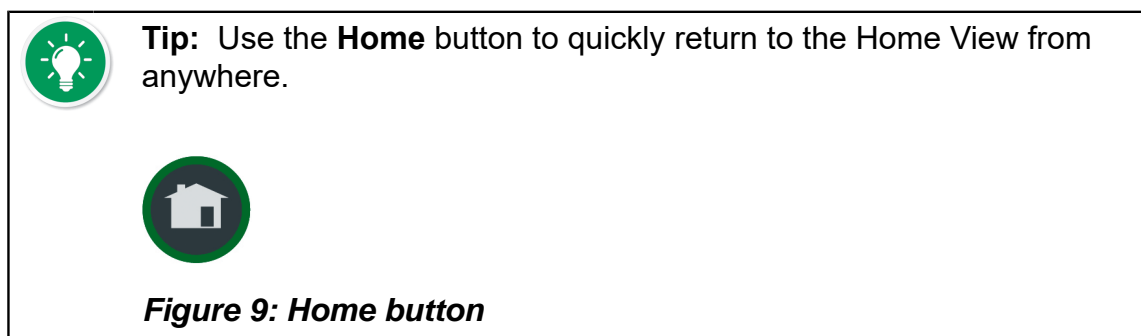 Tip: Use the Home button to quickly return to the Home View from
anywhere.
Figure 9: Home button